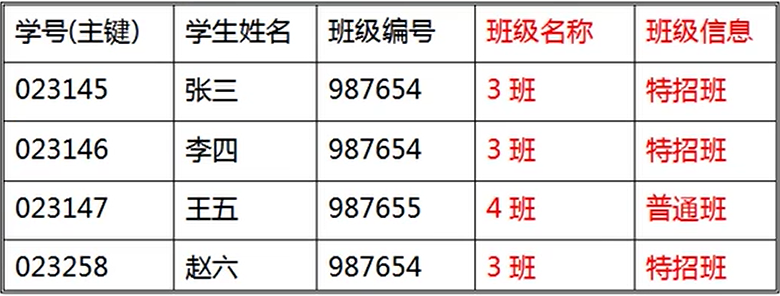 学号(主键) 学生姓名 班级编号 班级名称 班级信息
023145 张三 987654 3班 特招班
023146 李四 987654 3班 特招班
023147 王五 987655 4班 普通班
023258 赵六 987654 3班 特招班